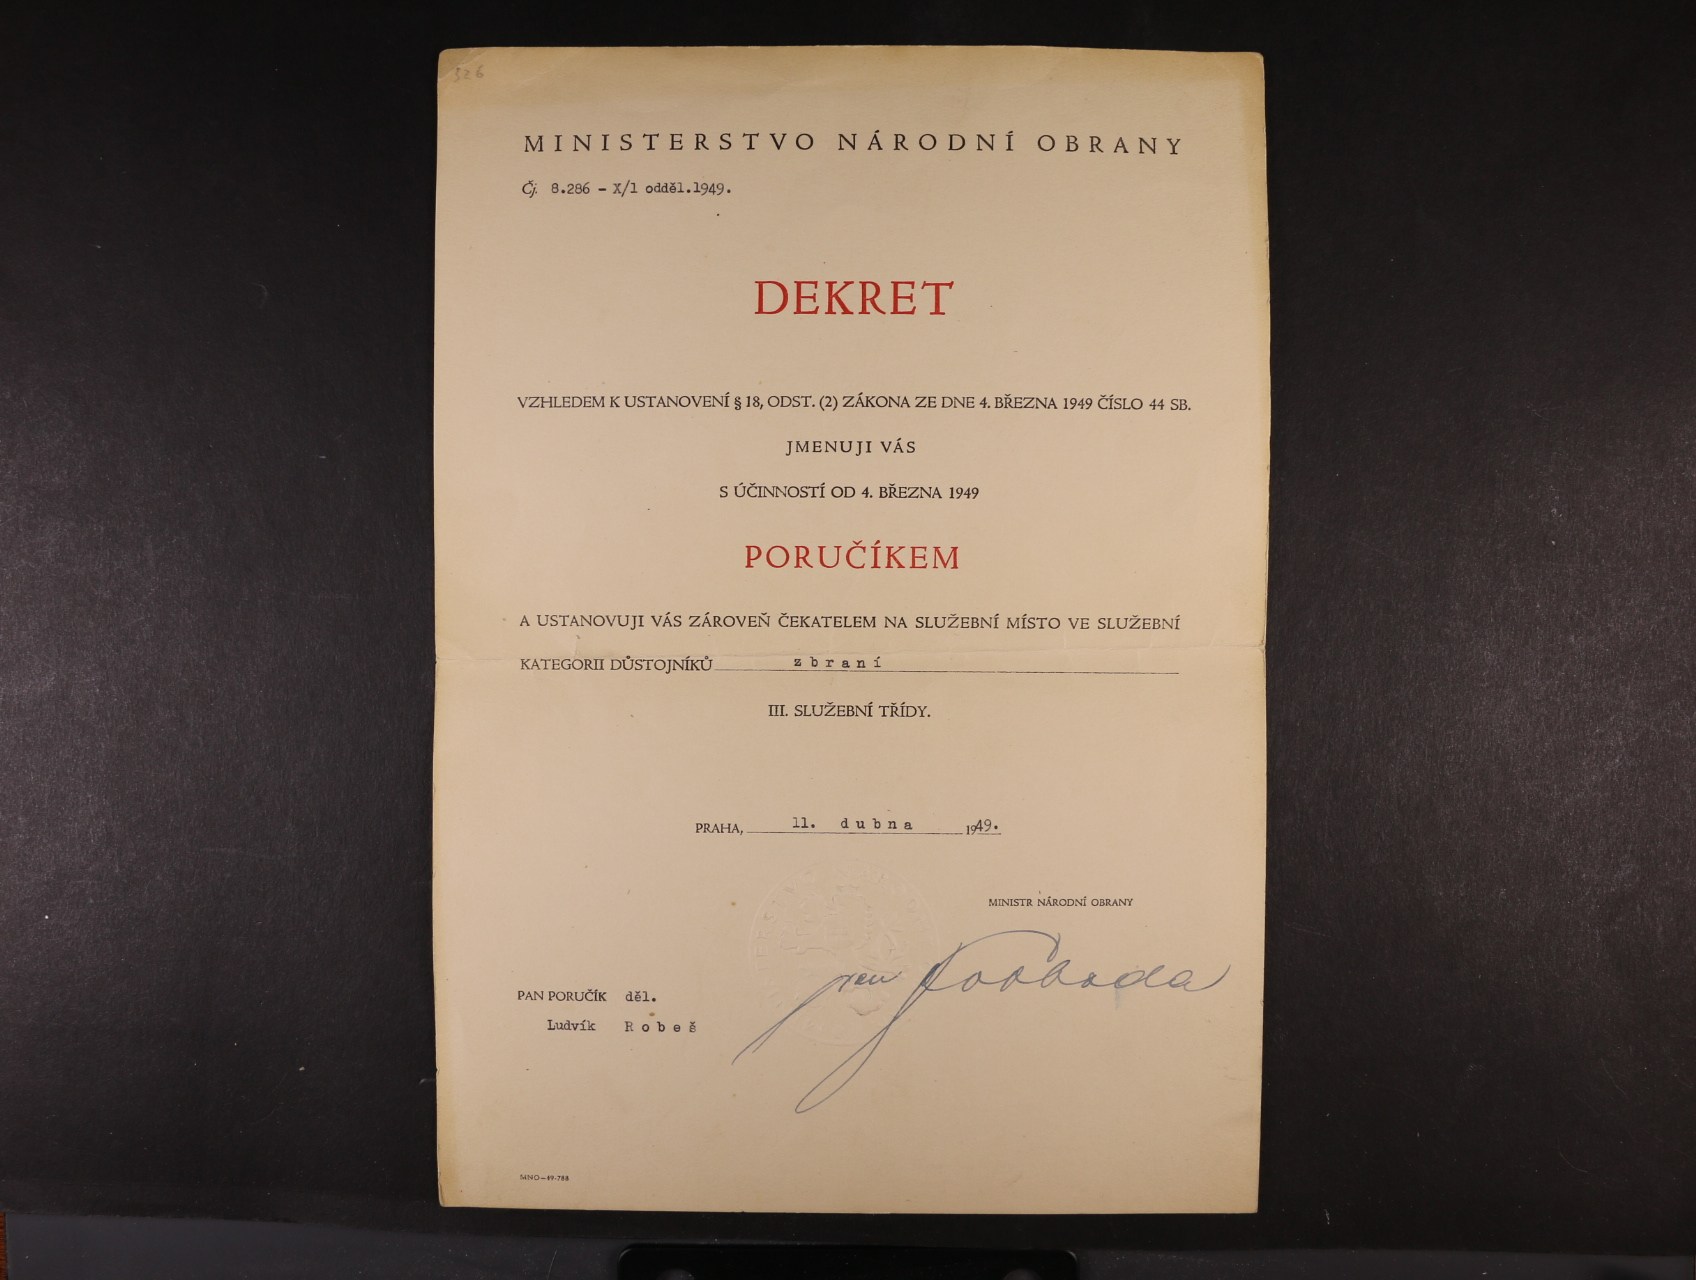 326
MINISTERSTVO NÁRODNÍ OBRANY
Čj. 8.286 - X/1 odděl.1949.
DEKRET
VZHLEDEM K USTANOVENÍ § 18, ODST. (2) ZÁKONA ZE DNE 4. BŘEZNA 1949 ČÍSLO 44 SB.
JMENUJI VÁS
S ÚČINNOSTÍ OD 4. BŘEZNA 1949
PORUČÍKEM
A USTANOVUJI VÁS ZÁROVEŇ ČEKATELEM NA SLUŽEBNÍ MÍSTO VE SLUŽEBNÍ
KATEGORII DŮSTOJNÍKŮ zbraní
III. SLUŽEBNÍ TŘÍDY.
PRAHA, 11. dubna 1949.
MINISTR NÁRODNÍ OBRANY
Svoboda
PAN PORUČÍK děl.
Ludvík Robeš
MNO—49-788